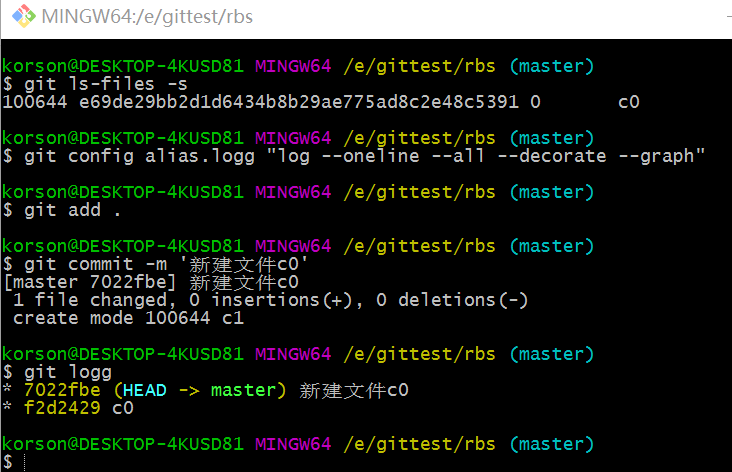 MINGW64:/e/gittest/rbs
korson@DESKTOP-4KUSD81 MINGW64 /e/gittest/rbs (master)
$ git ls-files -s
100644 e69de29bb2d1d6434b8b29ae775ad8c2e48c5391 0 c0
korson@DESKTOP-4KUSD81 MINGW64 /e/gittest/rbs (master)
$ git config alias.logg "log --oneline --all --decorate --graph"
korson@DESKTOP-4KUSD81 MINGW64 /e/gittest/rbs (master)
$ git add .
korson@DESKTOP-4KUSD81 MINGW64 /e/gittest/rbs (master)
$ git commit -m '新建文件c0'
[master 7022fbe] 新建文件c0
1 file changed, 0 insertions(+), 0 deletions(-)
create mode 100644 c1
korson@DESKTOP-4KUSD81 MINGW64 /e/gittest/rbs (master)
$ git logg
* 7022fbe (HEAD -> master) 新建文件c0
* f2d2429 c0
korson@DESKTOP-4KUSD81 MINGW64 /e/gittest/rbs (master)
$